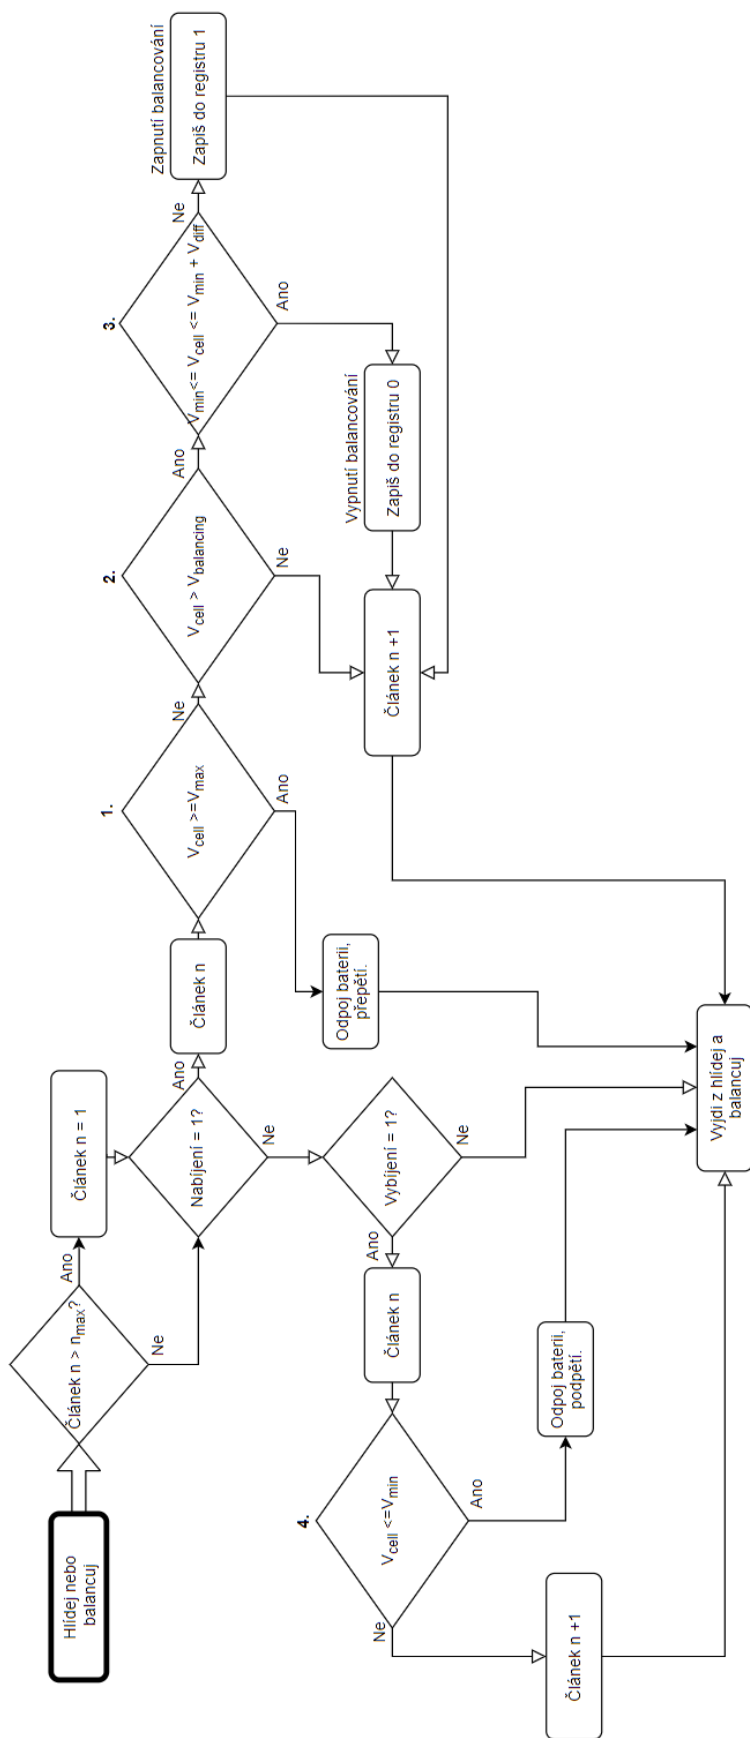 Hlídej nebo
balancuj
Článek n > nmax?
Ano
Ne
Článek n = 1
Nabíjení = 1?
Ano
Ne
Článek n
1.
Vcell >=Vmax
Ne
Ano
Odpoj baterii,
přepětí.
2.
Vcell > Vbalancing
Ano
Ne
3.
Vmin<= Vcell <= Vmin + Vdiff
Ne
Ano
Zapnutí balancování
Zapiš do registru 1
Vypnutí balancování
Zapiš do registru 0
Článek n +1
Vybíjení = 1?
Ano
Ne
Článek n
4.
Vcell <=Vmin
Ne
Ano
Odpoj baterii,
podpětí.
Článek n +1
Vyjdi z hlídej a
balancuj